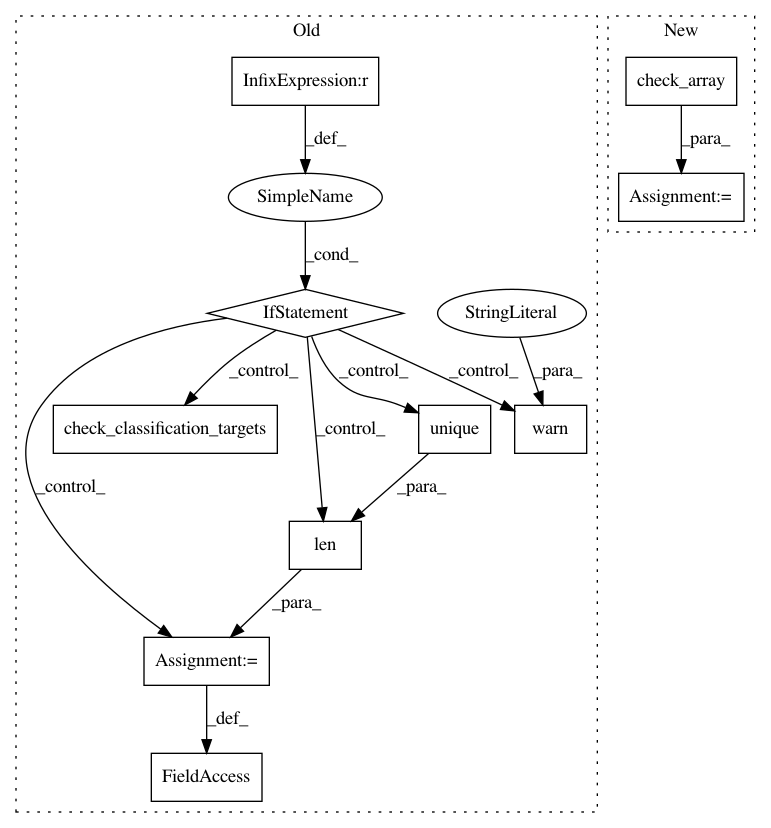 Old
New
InfixExpression:r
check_array
_def_
_para_
SimpleName
Assignment:=
_cond_
IfStatement
StringLiteral
_control_
_control_
_control_
_para_
check_classification_targets
_control_
unique
warn
_control_
_para_
len
_para_
Assignment:=
_def_
FieldAccess